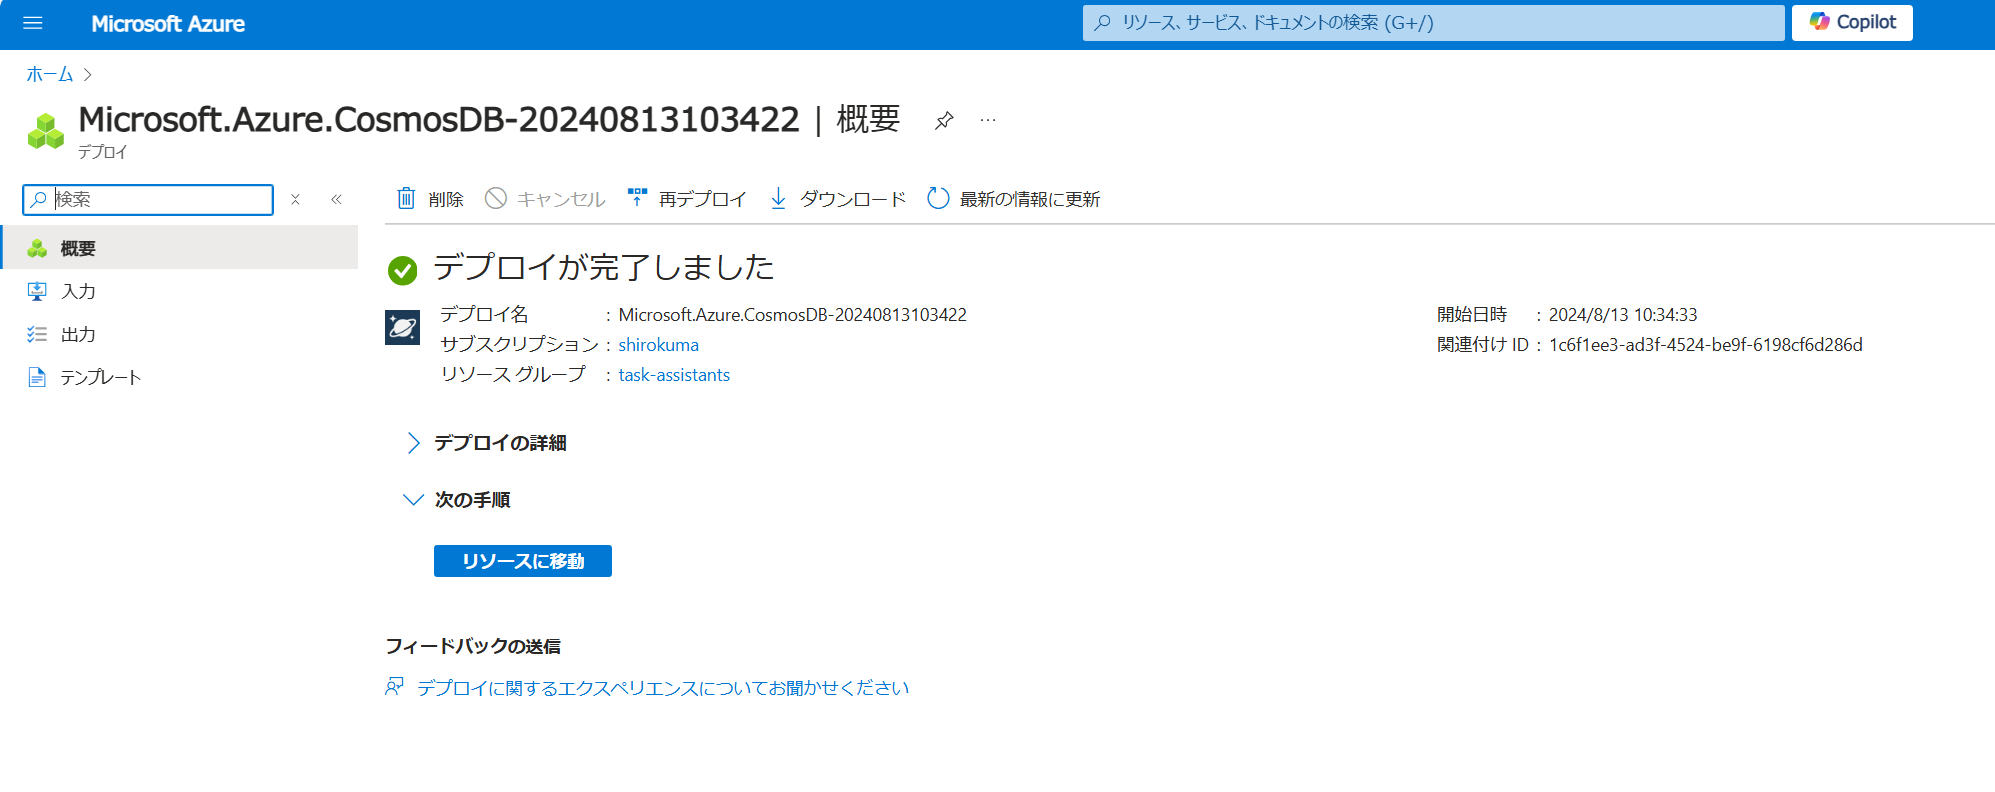 Microsoft Azure
リソース、サービス、ドキュメントの検索 (G+/)
Copilot
ホーム
Microsoft.Azure.CosmosDB-20240813103422 | 概要
デプロイ
検索
削除
キャンセル
再デプロイ
ダウンロード
最新の情報に更新
概要
入力
出力
テンプレート
デプロイが完了しました
デプロイ名 : Microsoft.Azure.CosmosDB-20240813103422
サブスクリプション : shirokuma
リソース グループ : task-assistants
開始日時 : 2024/8/13 10:34:33
関連付け ID : 1c6f1ee3-ad3f-4524-be9f-6198cf6d286d
デプロイの詳細
次の手順
リソースに移動
フィードバックの送信
デプロイに関するエクスペリエンスについてお聞かせください